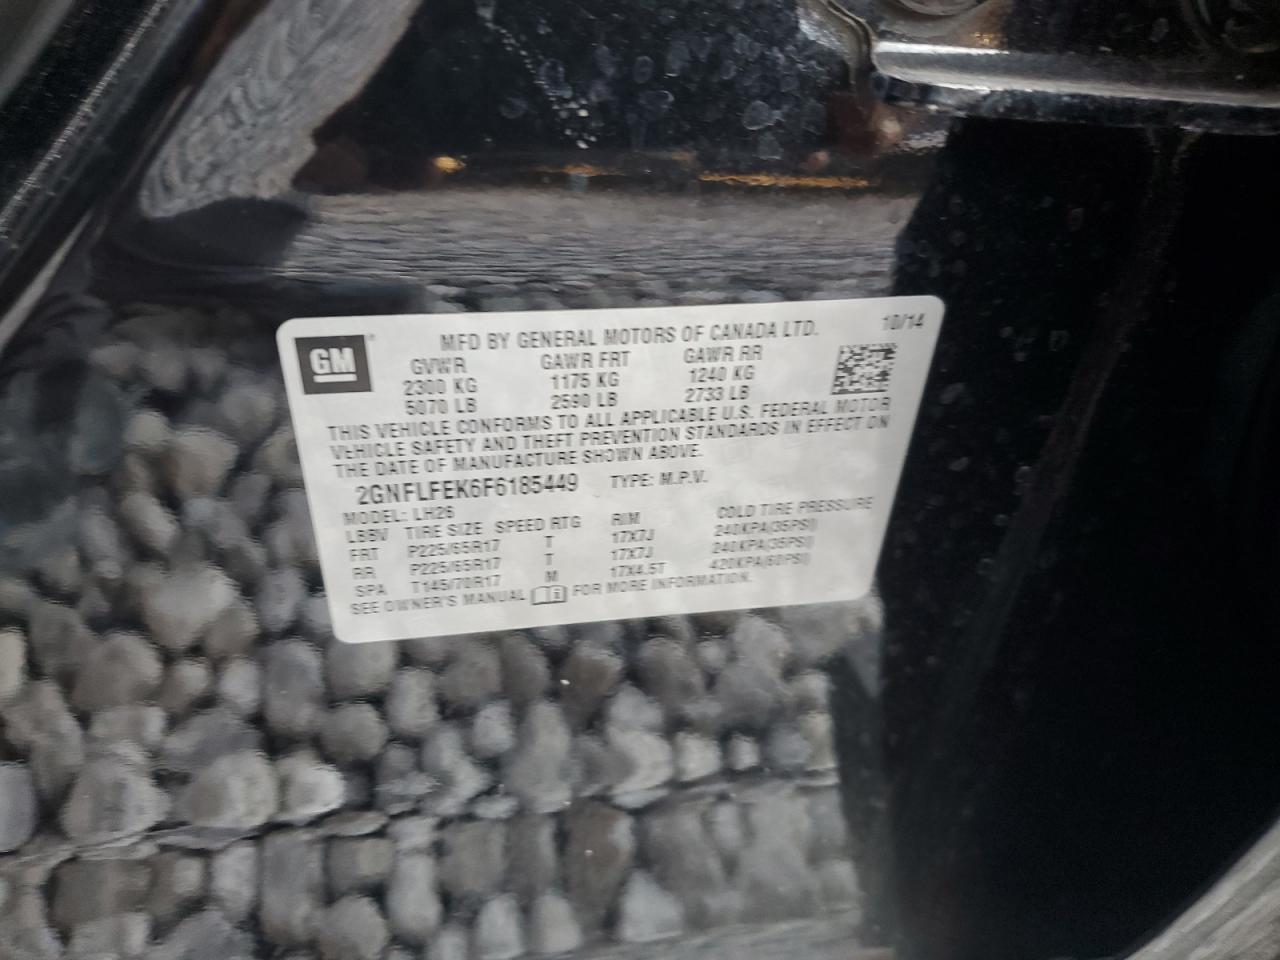 GM
MFD BY GENERAL MOTORS OF CANADA LTD. 10/14
GVWR GAWR FRT GAWR RR
2300 KG 1175 KG 1240 KG
5070 LB 2590 LB 2733 LB
THIS VEHICLE CONFORMS TO ALL APPLICABLE U.S. FEDERAL MOTOR
VEHICLE SAFETY AND THEFT PREVENTION STANDARDS IN EFFECT ON
THE DATE OF MANUFACTURE SHOWN ABOVE.
2GNFLFEK6F6185449 TYPE: M.P.V.
MODEL: LH26
LBBV TIRE SIZE SPEED RTG RIM COLD TIRE PRESSURE
FRT P225/65R17 T 17X7J 240KPA(35PSI)
RR P225/65R17 T 17X7J 240KPA(35PSI)
SPA T145/70R17 M 17X4.5T 420KPA(60PSI)
SEE OWNER'S MANUAL FOR MORE INFORMATION.